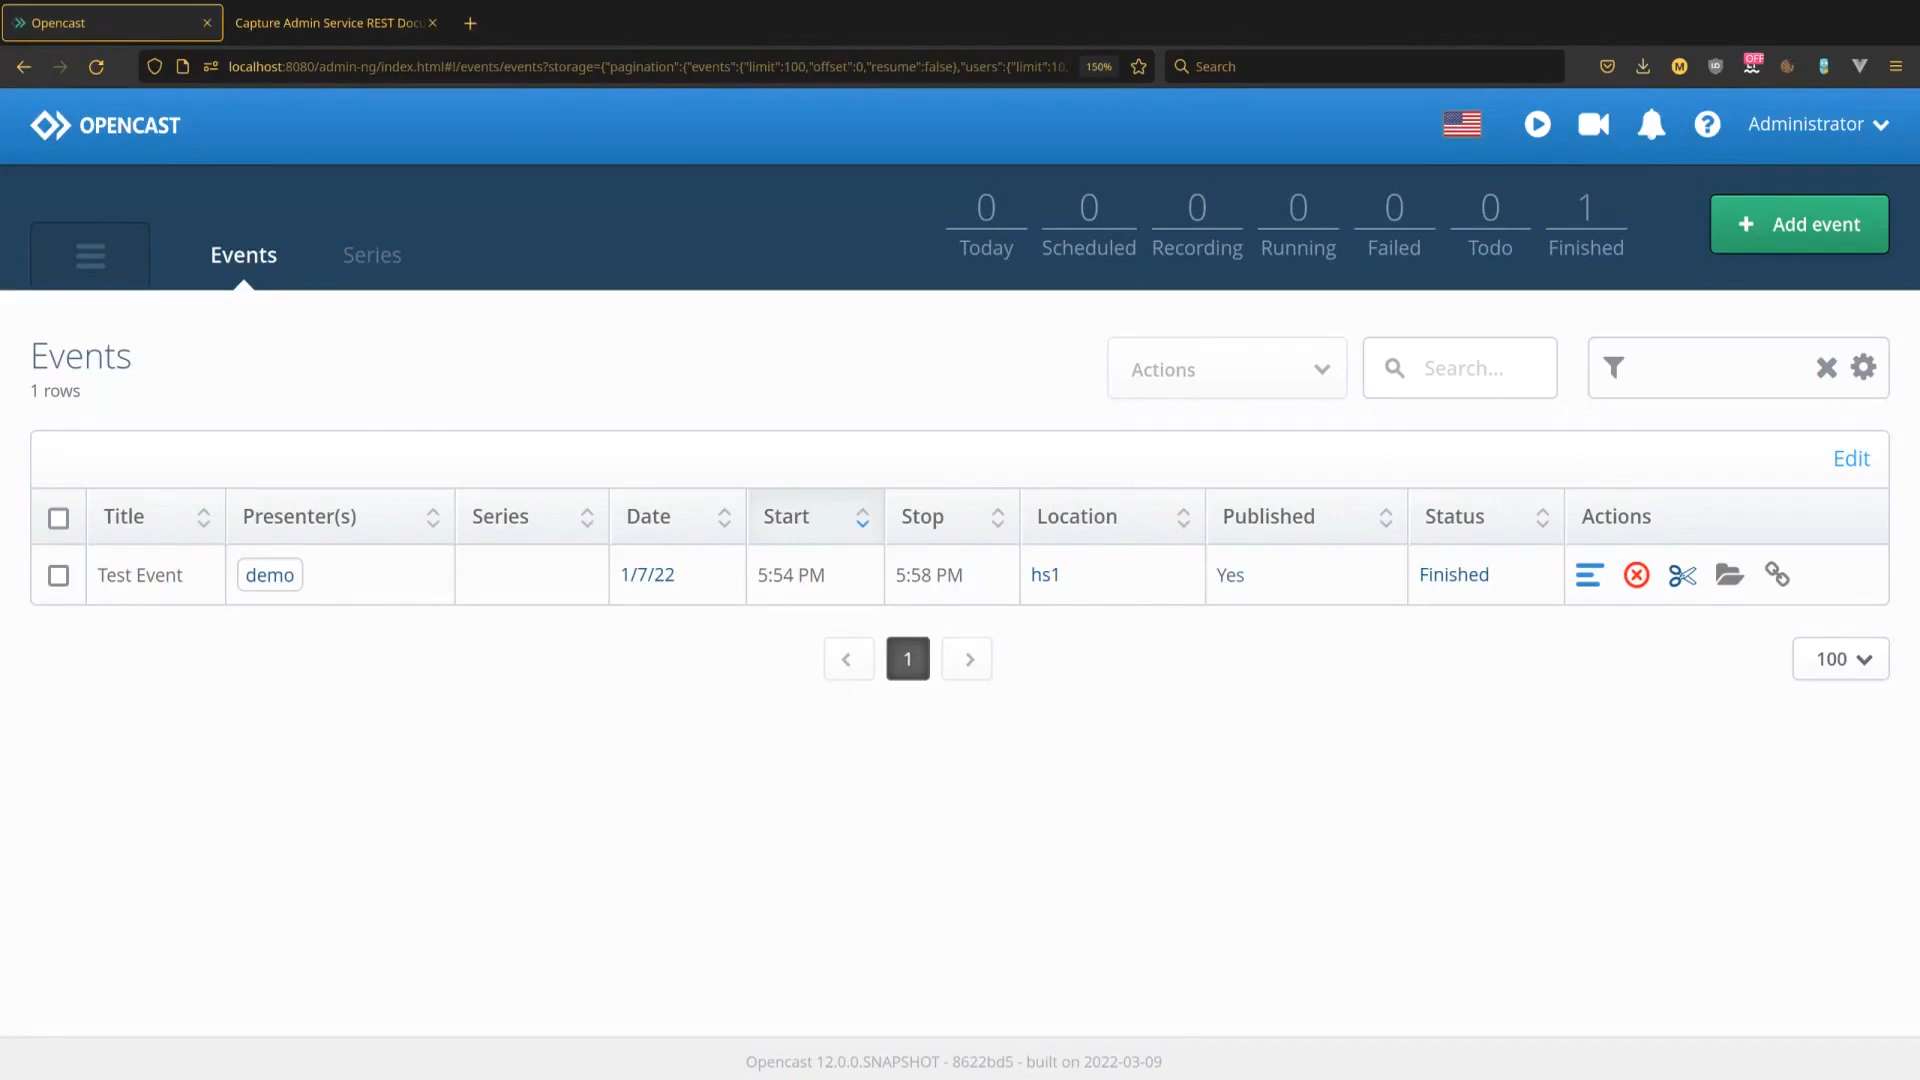 Opencast
Capture Admin Service REST Docu
localhost:8080/admin-ng/index.html#!/events/events?storage={"pagination":{"events":{"limit":100,"offset":0,"resume":false},"users":{"limit":10.
150%
Search
M
OFF
OPENCAST
Administrator
0 0 0 0 0 0 1
Today Scheduled Recording Running Failed Todo Finished
+ Add event
Events Series
Events
1 rows
Actions
Search...
Edit
Title Presenter(s) Series Date Start Stop Location Published Status Actions
Test Event demo 1/7/22 5:54 PM 5:58 PM hs1 Yes Finished
1
100
Opencast 12.0.0.SNAPSHOT - 8622bd5 - built on 2022-03-09